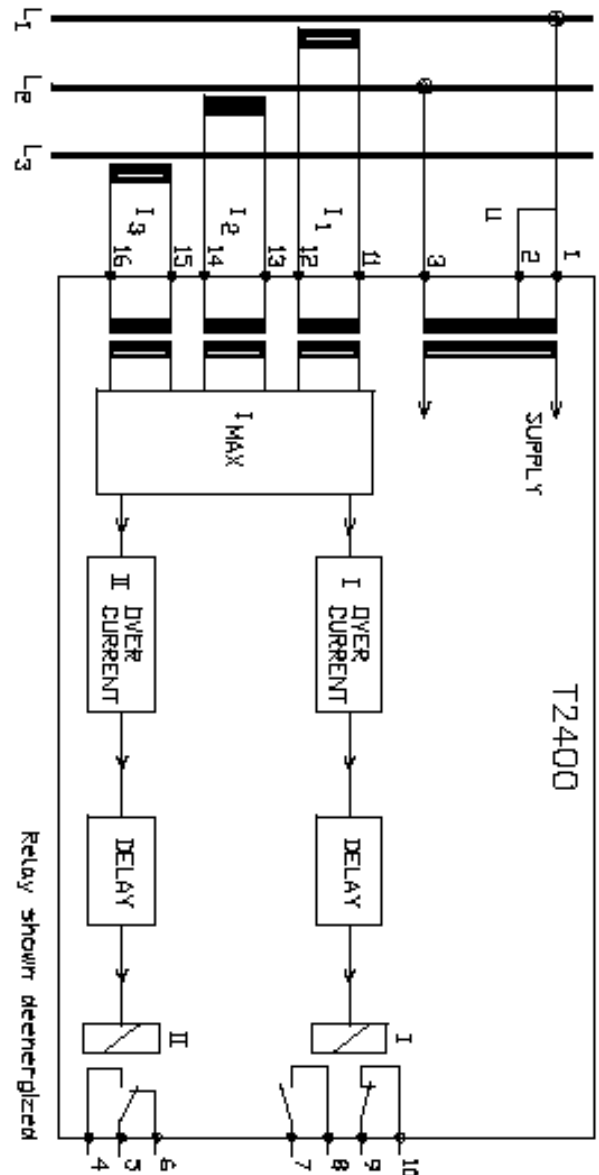 L1
L2
L3
I3
I2
I1
U
16 15 14 13 12 11 3 2 1
SUPPLY
IMAX
II OVER
CURRENT
I OVER
CURRENT
T2400
DELAY
DELAY
II
I
4 5 6 7 8 9 10
Relay shown deenergized